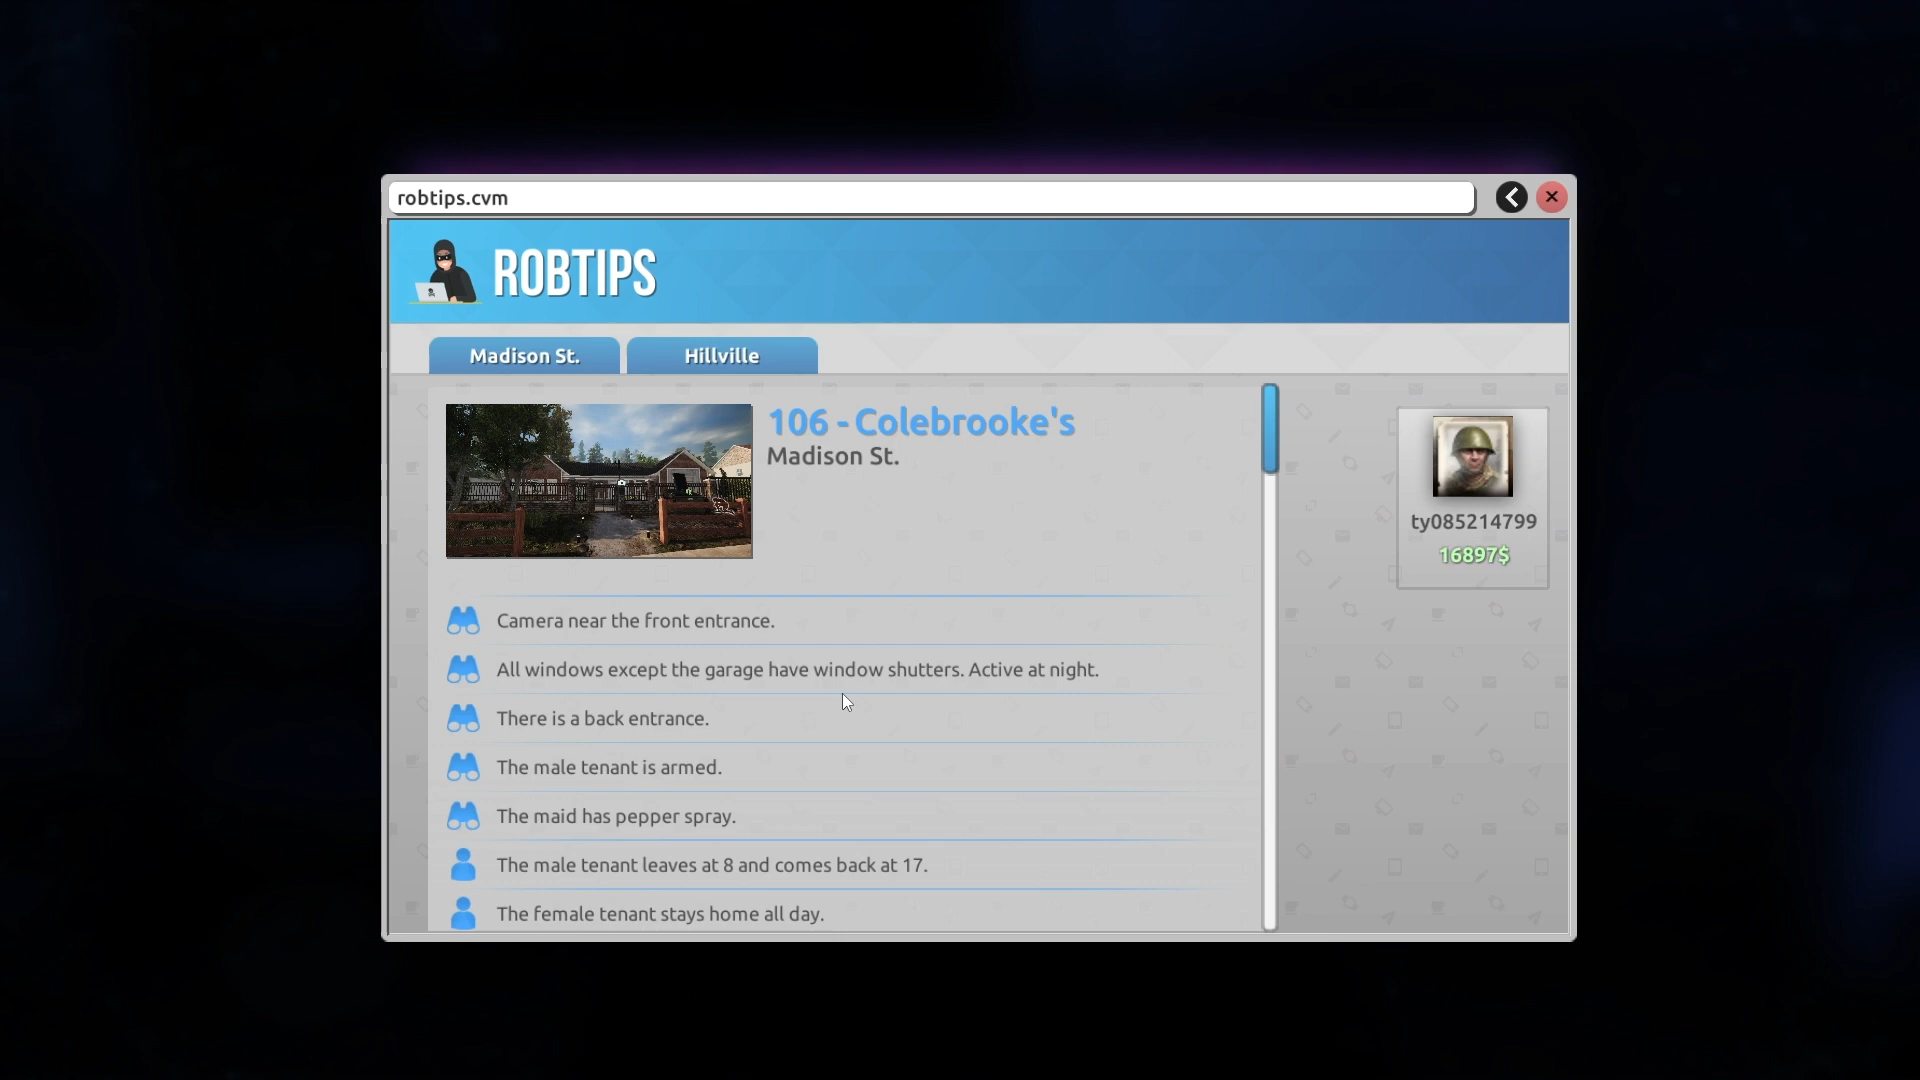 robtips.cvm
ROBTIPS
Madison St.
Hillville
106 - Colebrooke's
Madison St.
ty085214799
16897$
Camera near the front entrance.
All windows except the garage have window shutters. Active at night.
There is a back entrance.
The male tenant is armed.
The maid has pepper spray.
The male tenant leaves at 8 and comes back at 17.
The female tenant stays home all day.